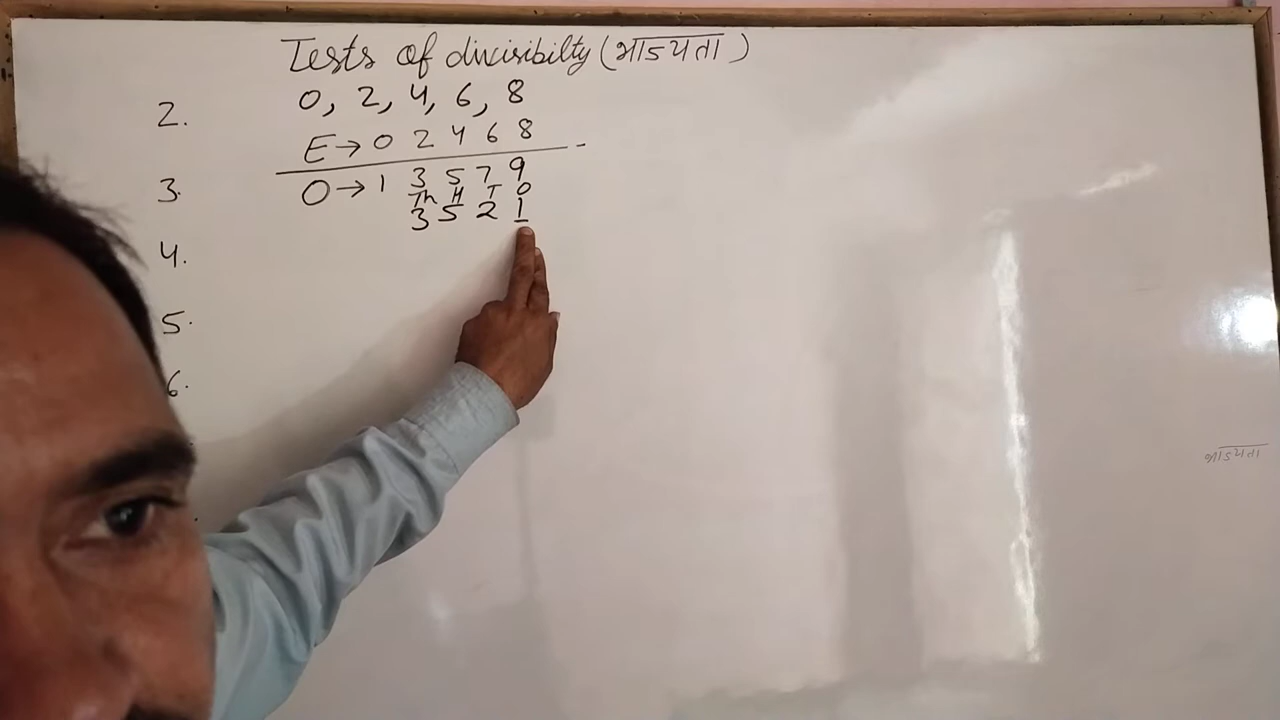 Tests of divisibilty (भाज्यता)
2. 0, 2, 4, 6, 8
E → 0 2 4 6 8
3. O → 1 3 5 7 9
Th H T O
3 5 2 1
4.
5.
6.
भाज्यता